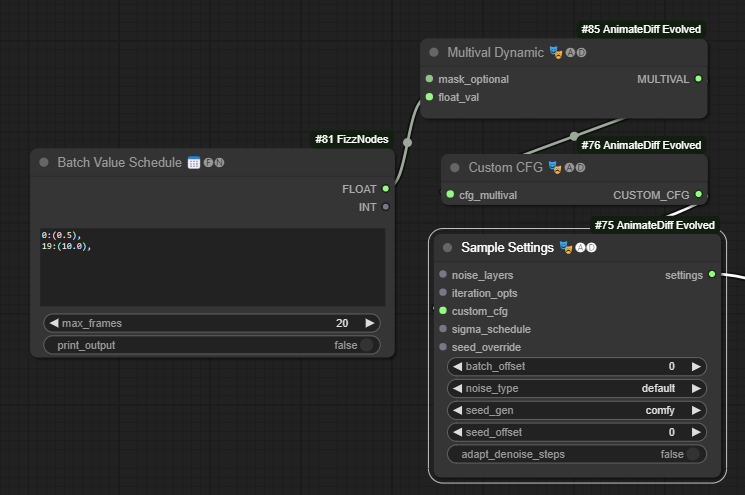 #85 AnimateDiff Evolved
Multival Dynamic 🎭🅐🅓
mask_optional
MULTIVAL
float_val
#81 FizzNodes
Batch Value Schedule 📅🅕🅝
FLOAT
INT
0:(0.5),
19:(10.0),
max_frames 20
print_output false
#76 AnimateDiff Evolved
Custom CFG 🎭🅐🅓
cfg_multival CUSTOM_CFG
#75 AnimateDiff Evolved
Sample Settings 🎭🅐🅓
noise_layers settings
iteration_opts
custom_cfg
sigma_schedule
seed_override
batch_offset 0
noise_type default
seed_gen comfy
seed_offset 0
adapt_denoise_steps false